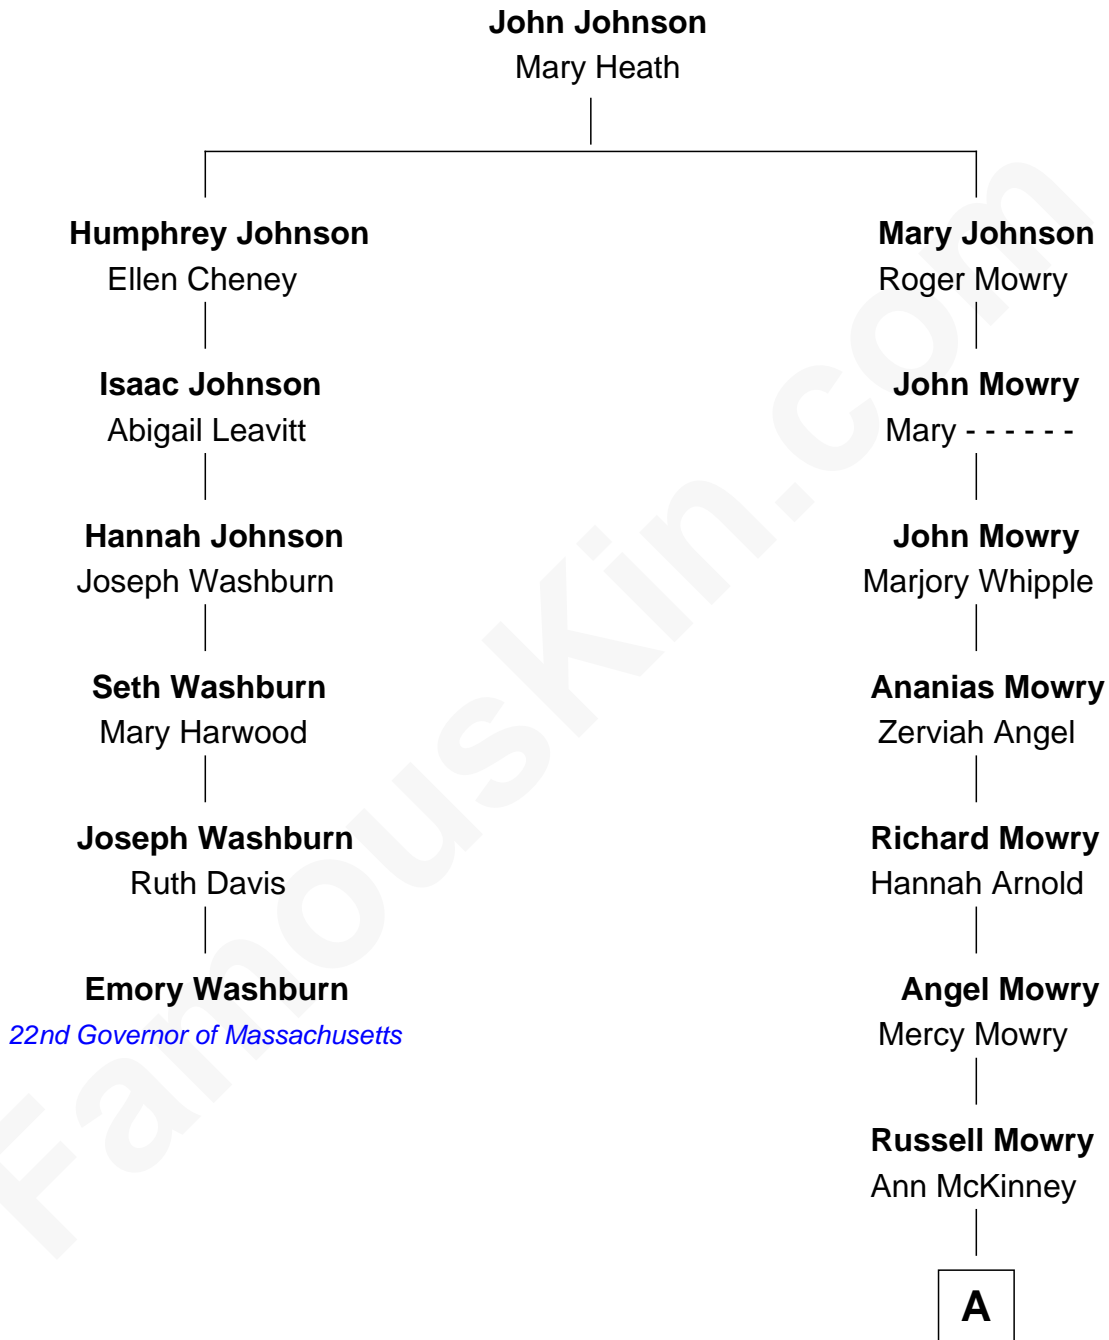 John Johnson
Mary Heath
Humphrey Johnson
Ellen Cheney
Mary Johnson
Roger Mowry
Isaac Johnson
Abigail Leavitt
John Mowry
Mary - - - - - -
Hannah Johnson
Joseph Washburn
John Mowry
Marjory Whipple
Seth Washburn
Mary Harwood
Ananias Mowry
Zerviah Angel
Joseph Washburn
Ruth Davis
Richard Mowry
Hannah Arnold
Emory Washburn
22nd Governor of Massachusetts
Angel Mowry
Mercy Mowry
Russell Mowry
Ann McKinney
A
FamousKin.com